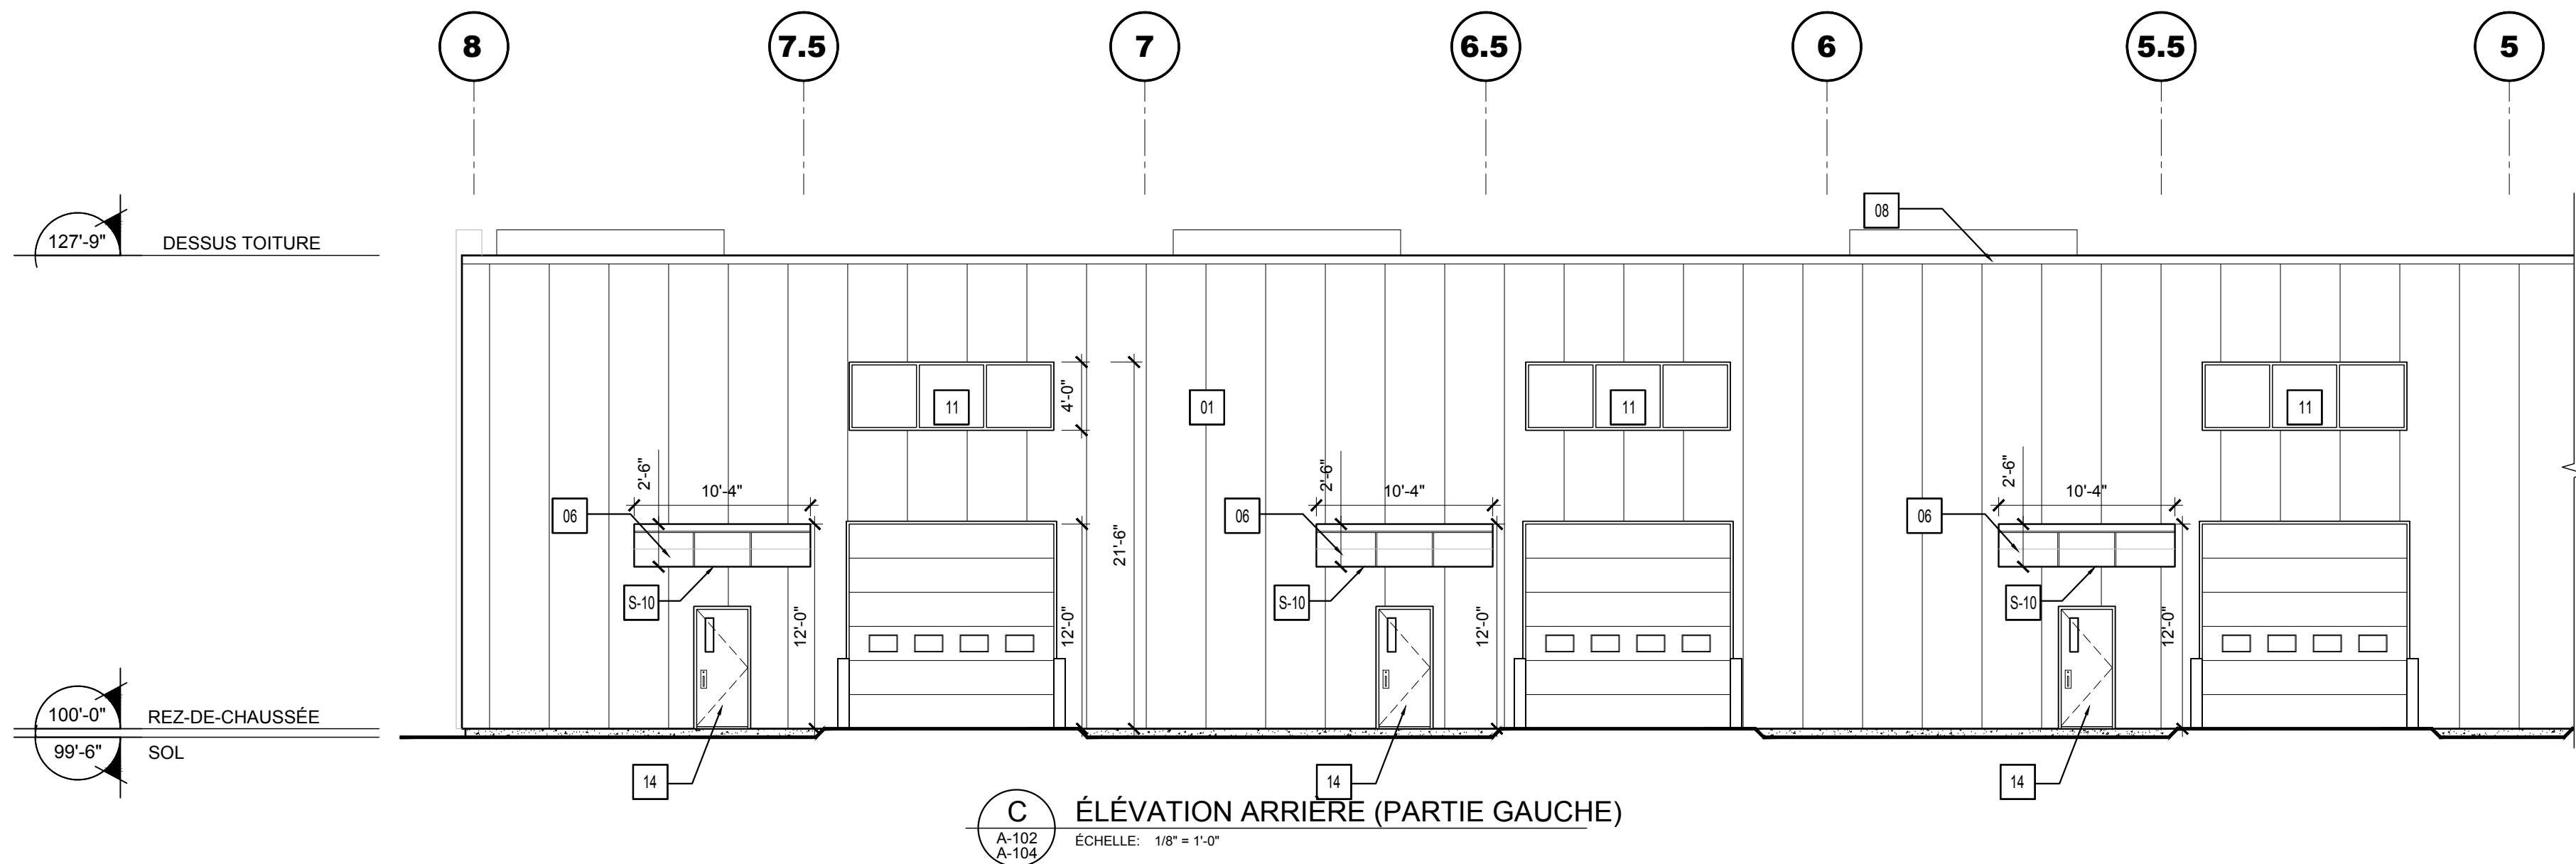 8 7.5 7 6.5 6 5.5 5
08
127'-9" DESSUS TOITURE
11 4'-0" 01 11 11
2'-6" 10'-4" 2'-6" 10'-4" 2'-6" 10'-4"
06 21'-6" 06 06
S-10 S-10 S-10
12'-0" 12'-0" 12'-0" 12'-0"
100'-0" REZ-DE-CHAUSSÉE
99'-6" SOL
14 14 14
C ÉLÉVATION ARRIÈRE (PARTIE GAUCHE)
A-102 ÉCHELLE: 1/8" = 1'-0"
A-104